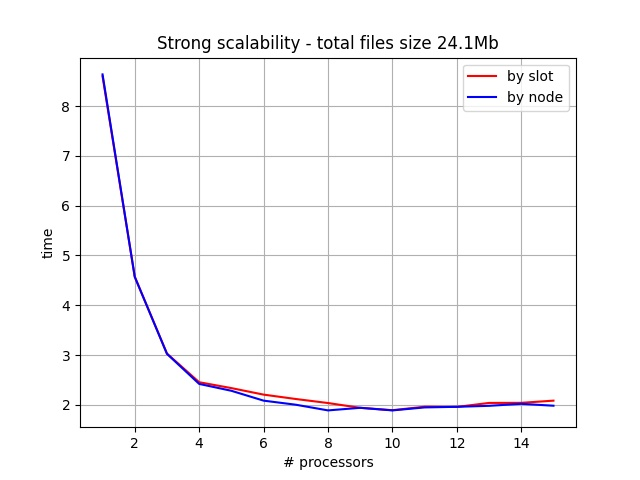 Strong scalability - total files size 24.1Mb
by slot
by node
8
7
6
5
4
3
2
time
2 4 6 8 10 12 14
# processors